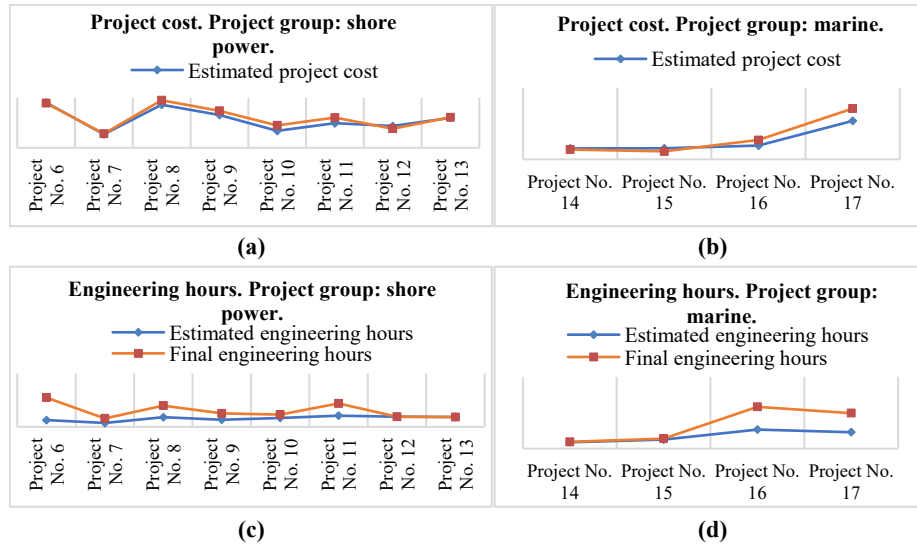 Project cost. Project group: shore
power.
Estimated project cost
Project
No. 6
Project
No. 7
Project
No. 8
Project
No. 9
Project
No. 10
Project
No. 11
Project
No. 12
Project
No. 13
(a)
Project cost. Project group: marine.
Estimated project cost
Project No.
14
Project No.
15
Project No.
16
Project No.
17
(b)
Engineering hours. Project group: shore
power.
Estimated engineering hours
Final engineering hours
Project
No. 6
Project
No. 7
Project
No. 8
Project
No. 9
Project
No. 10
Project
No. 11
Project
No. 12
Project
No. 13
(c)
Engineering hours. Project group:
marine.
Estimated engineering hours
Final engineering hours
Project No.
14
Project No.
15
Project No.
16
Project No.
17
(d)